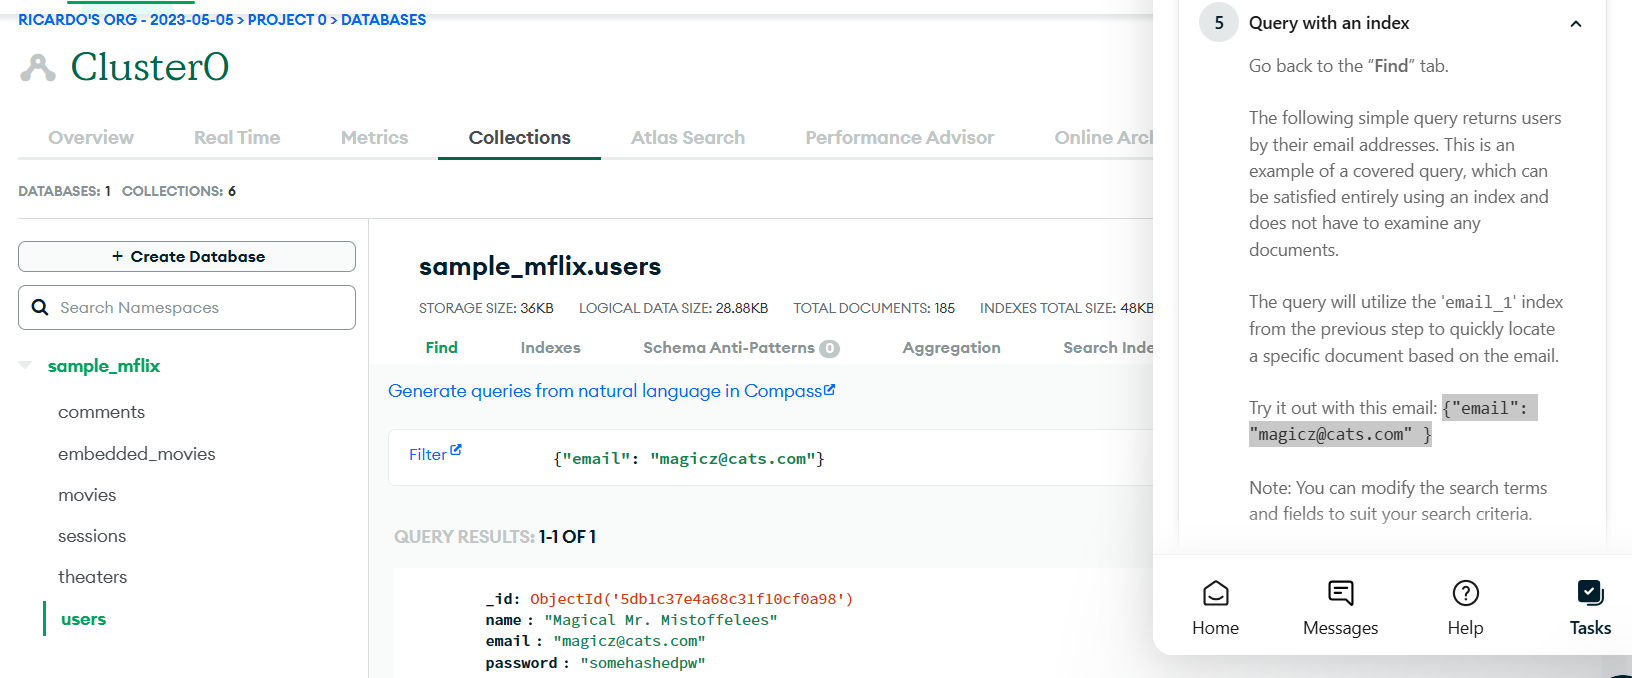 RICARDO'S ORG - 2023-05-05 > PROJECT 0 > DATABASES
Cluster0
Overview Real Time Metrics Collections Atlas Search Performance Advisor Online Arcl
DATABASES: 1 COLLECTIONS: 6
+ Create Database
Search Namespaces
sample_mflix
comments
embedded_movies
movies
sessions
theaters
users
sample_mflix.users
STORAGE SIZE: 36KB LOGICAL DATA SIZE: 28.88KB TOTAL DOCUMENTS: 185 INDEXES TOTAL SIZE: 48KB
Find Indexes Schema Anti-Patterns 0 Aggregation Search Inde
Generate queries from natural language in Compass
Filter {"email": "magicz@cats.com"}
QUERY RESULTS: 1-1 OF 1
_id: ObjectId('5db1c37e4a68c31f10cf0a98')
name : "Magical Mr. Mistoffelees"
email : "magicz@cats.com"
password : "somehashedpw"
5 Query with an index
Go back to the “Find” tab.
The following simple query returns users
by their email addresses. This is an
example of a covered query, which can
be satisfied entirely using an index and
does not have to examine any
documents.
The query will utilize the 'email_1' index
from the previous step to quickly locate
a specific document based on the email.
Try it out with this email: {"email":
"magicz@cats.com" }
Note: You can modify the search terms
and fields to suit your search criteria.
Home Messages Help Tasks